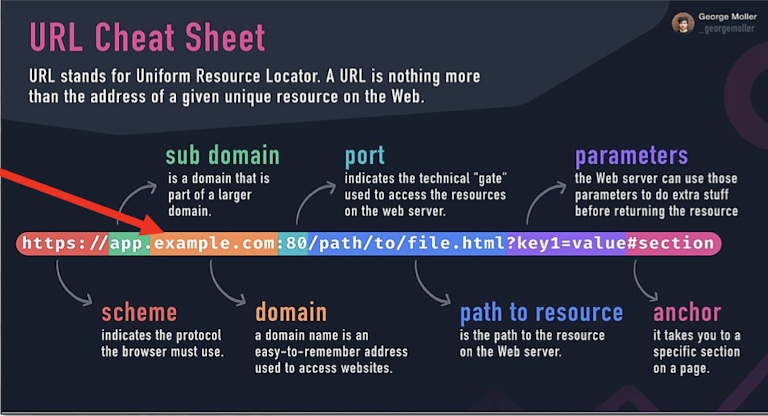 George Moller
_georgemoller
URL Cheat Sheet
URL stands for Uniform Resource Locator. A URL is nothing more
than the address of a given unique resource on the Web.
sub domain
is a domain that is
part of a larger
domain.
port
indicates the technical "gate"
used to access the resources
on the web server.
parameters
the Web server can use those
parameters to do extra stuff
before returning the resource
https://app.example.com:80/path/to/file.html?key1=value#section
scheme
indicates the protocol
the browser must use.
domain
a domain name is an
easy-to-remember address
used to access websites.
path to resource
is the path to the resource
on the Web server.
anchor
it takes you to a
specific section
on a page.